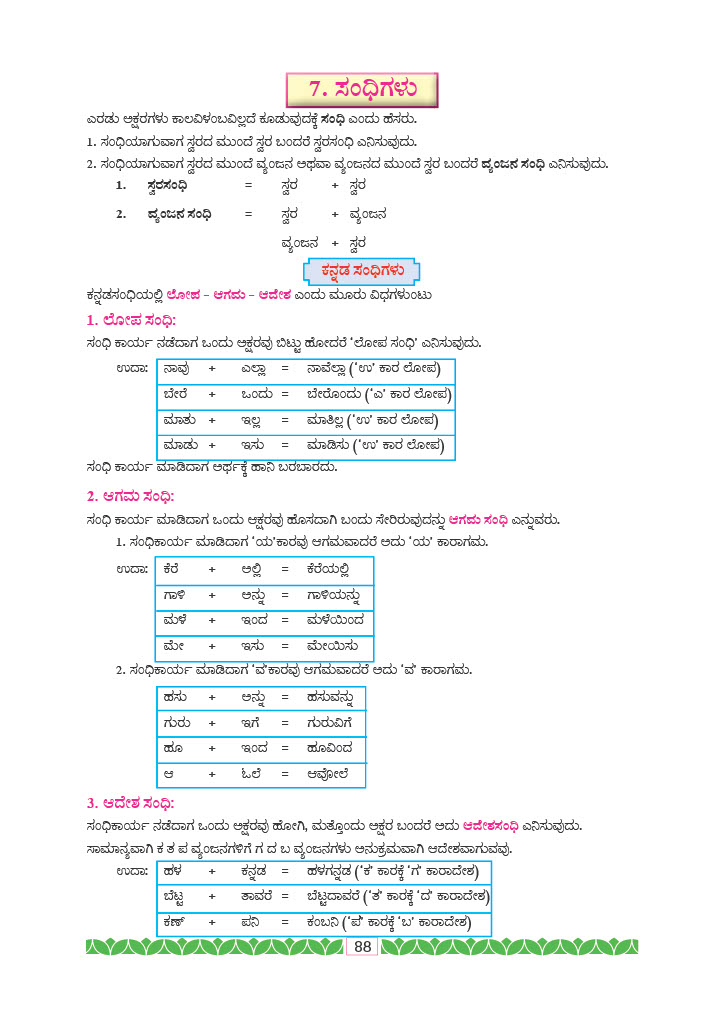 7. ಸಂಧಿಗಳು
ಎರಡು ಅಕ್ಷರಗಳು ಕಾಲವಿಳಂಬವಿಲ್ಲದೆ ಕೂಡುವುದಕ್ಕೆ ಸಂಧಿ ಎಂದು ಹೆಸರು.
1. ಸಂಧಿಯಾಗುವಾಗ ಸ್ವರದ ಮುಂದೆ ಸ್ವರ ಬಂದರೆ ಸ್ವರಸಂಧಿ ಎನಿಸುವುದು.
2. ಸಂಧಿಯಾಗುವಾಗ ಸ್ವರದ ಮುಂದೆ ವ್ಯಂಜನ ಅಥವಾ ವ್ಯಂಜನದ ಮುಂದೆ ಸ್ವರ ಬಂದರೆ ವ್ಯಂಜನ ಸಂಧಿ ಎನಿಸುವುದು.
1. ಸ್ವರಸಂಧಿ = ಸ್ವರ + ಸ್ವರ
2. ವ್ಯಂಜನ ಸಂಧಿ = ಸ್ವರ + ವ್ಯಂಜನ
ವ್ಯಂಜನ + ಸ್ವರ
ಕನ್ನಡ ಸಂಧಿಗಳು
ಕನ್ನಡಸಂಧಿಯಲ್ಲಿ ಲೋಪ - ಆಗಮ - ಆದೇಶ ಎಂದು ಮೂರು ವಿಧಗಳುಂಟು
1. ಲೋಪ ಸಂಧಿ:
ಸಂಧಿ ಕಾರ್ಯ ನಡೆದಾಗ ಒಂದು ಅಕ್ಷರವು ಬಿಟ್ಟು ಹೋದರೆ ‘ಲೋಪ ಸಂಧಿ’ ಎನಿಸುವುದು.
ಉದಾ: ನಾವು + ಎಲ್ಲಾ = ನಾವೆಲ್ಲಾ (‘ಉ’ ಕಾರ ಲೋಪ)
ಬೇರೆ + ಒಂದು = ಬೇರೊಂದು (‘ಎ’ ಕಾರ ಲೋಪ)
ಮಾತು + ಇಲ್ಲ = ಮಾತಿಲ್ಲ (‘ಉ’ ಕಾರ ಲೋಪ)
ಮಾಡು + ಇಸು = ಮಾಡಿಸು (‘ಉ’ ಕಾರ ಲೋಪ)
ಸಂಧಿ ಕಾರ್ಯ ಮಾಡಿದಾಗ ಅರ್ಥಕ್ಕೆ ಹಾನಿ ಬರಬಾರದು.
2. ಆಗಮ ಸಂಧಿ:
ಸಂಧಿ ಕಾರ್ಯ ಮಾಡಿದಾಗ ಒಂದು ಅಕ್ಷರವು ಹೊಸದಾಗಿ ಬಂದು ಸೇರಿರುವುದನ್ನು ಆಗಮ ಸಂಧಿ ಎನ್ನುವರು.
1. ಸಂಧಿಕಾರ್ಯ ಮಾಡಿದಾಗ ‘ಯ’ಕಾರವು ಆಗಮವಾದರೆ ಅದು ‘ಯ’ ಕಾರಾಗಮ.
ಉದಾ: ಕೆರೆ + ಅಲ್ಲಿ = ಕೆರೆಯಲ್ಲಿ
ಗಾಳಿ + ಅನ್ನು = ಗಾಳಿಯನ್ನು
ಮಳೆ + ಇಂದ = ಮಳೆಯಿಂದ
ಮೇ + ಇಸು = ಮೇಯಿಸು
2. ಸಂಧಿಕಾರ್ಯ ಮಾಡಿದಾಗ ‘ವ’ಕಾರವು ಆಗಮವಾದರೆ ಅದು ‘ವ’ ಕಾರಾಗಮ.
ಹಸು + ಅನ್ನು = ಹಸುವನ್ನು
ಗುರು + ಇಗೆ = ಗುರುವಿಗೆ
ಹೂ + ಇಂದ = ಹೂವಿಂದ
ಆ + ಓಲೆ = ಆವೋಲೆ
3. ಆದೇಶ ಸಂಧಿ:
ಸಂಧಿಕಾರ್ಯ ನಡೆದಾಗ ಒಂದು ಅಕ್ಷರವು ಹೋಗಿ, ಮತ್ತೊಂದು ಅಕ್ಷರ ಬಂದರೆ ಅದು ಆದೇಶಸಂಧಿ ಎನಿಸುವುದು.
ಸಾಮಾನ್ಯವಾಗಿ ಕ ತ ಪ ವ್ಯಂಜನಗಳಿಗೆ ಗ ದ ಬ ವ್ಯಂಜನಗಳು ಅನುಕ್ರಮವಾಗಿ ಆದೇಶವಾಗುವವು.
ಉದಾ: ಹಳ + ಕನ್ನಡ = ಹಳಗನ್ನಡ (‘ಕ’ ಕಾರಕ್ಕೆ ‘ಗ’ ಕಾರಾದೇಶ)
ಬೆಟ್ಟ + ತಾವರೆ = ಬೆಟ್ಟದಾವರೆ (‘ತ’ ಕಾರಕ್ಕೆ ‘ದ’ ಕಾರಾದೇಶ)
ಕಣ್ + ಪನಿ = ಕಂಬನಿ (‘ಪ’ ಕಾರಕ್ಕೆ ‘ಬ’ ಕಾರಾದೇಶ)
88